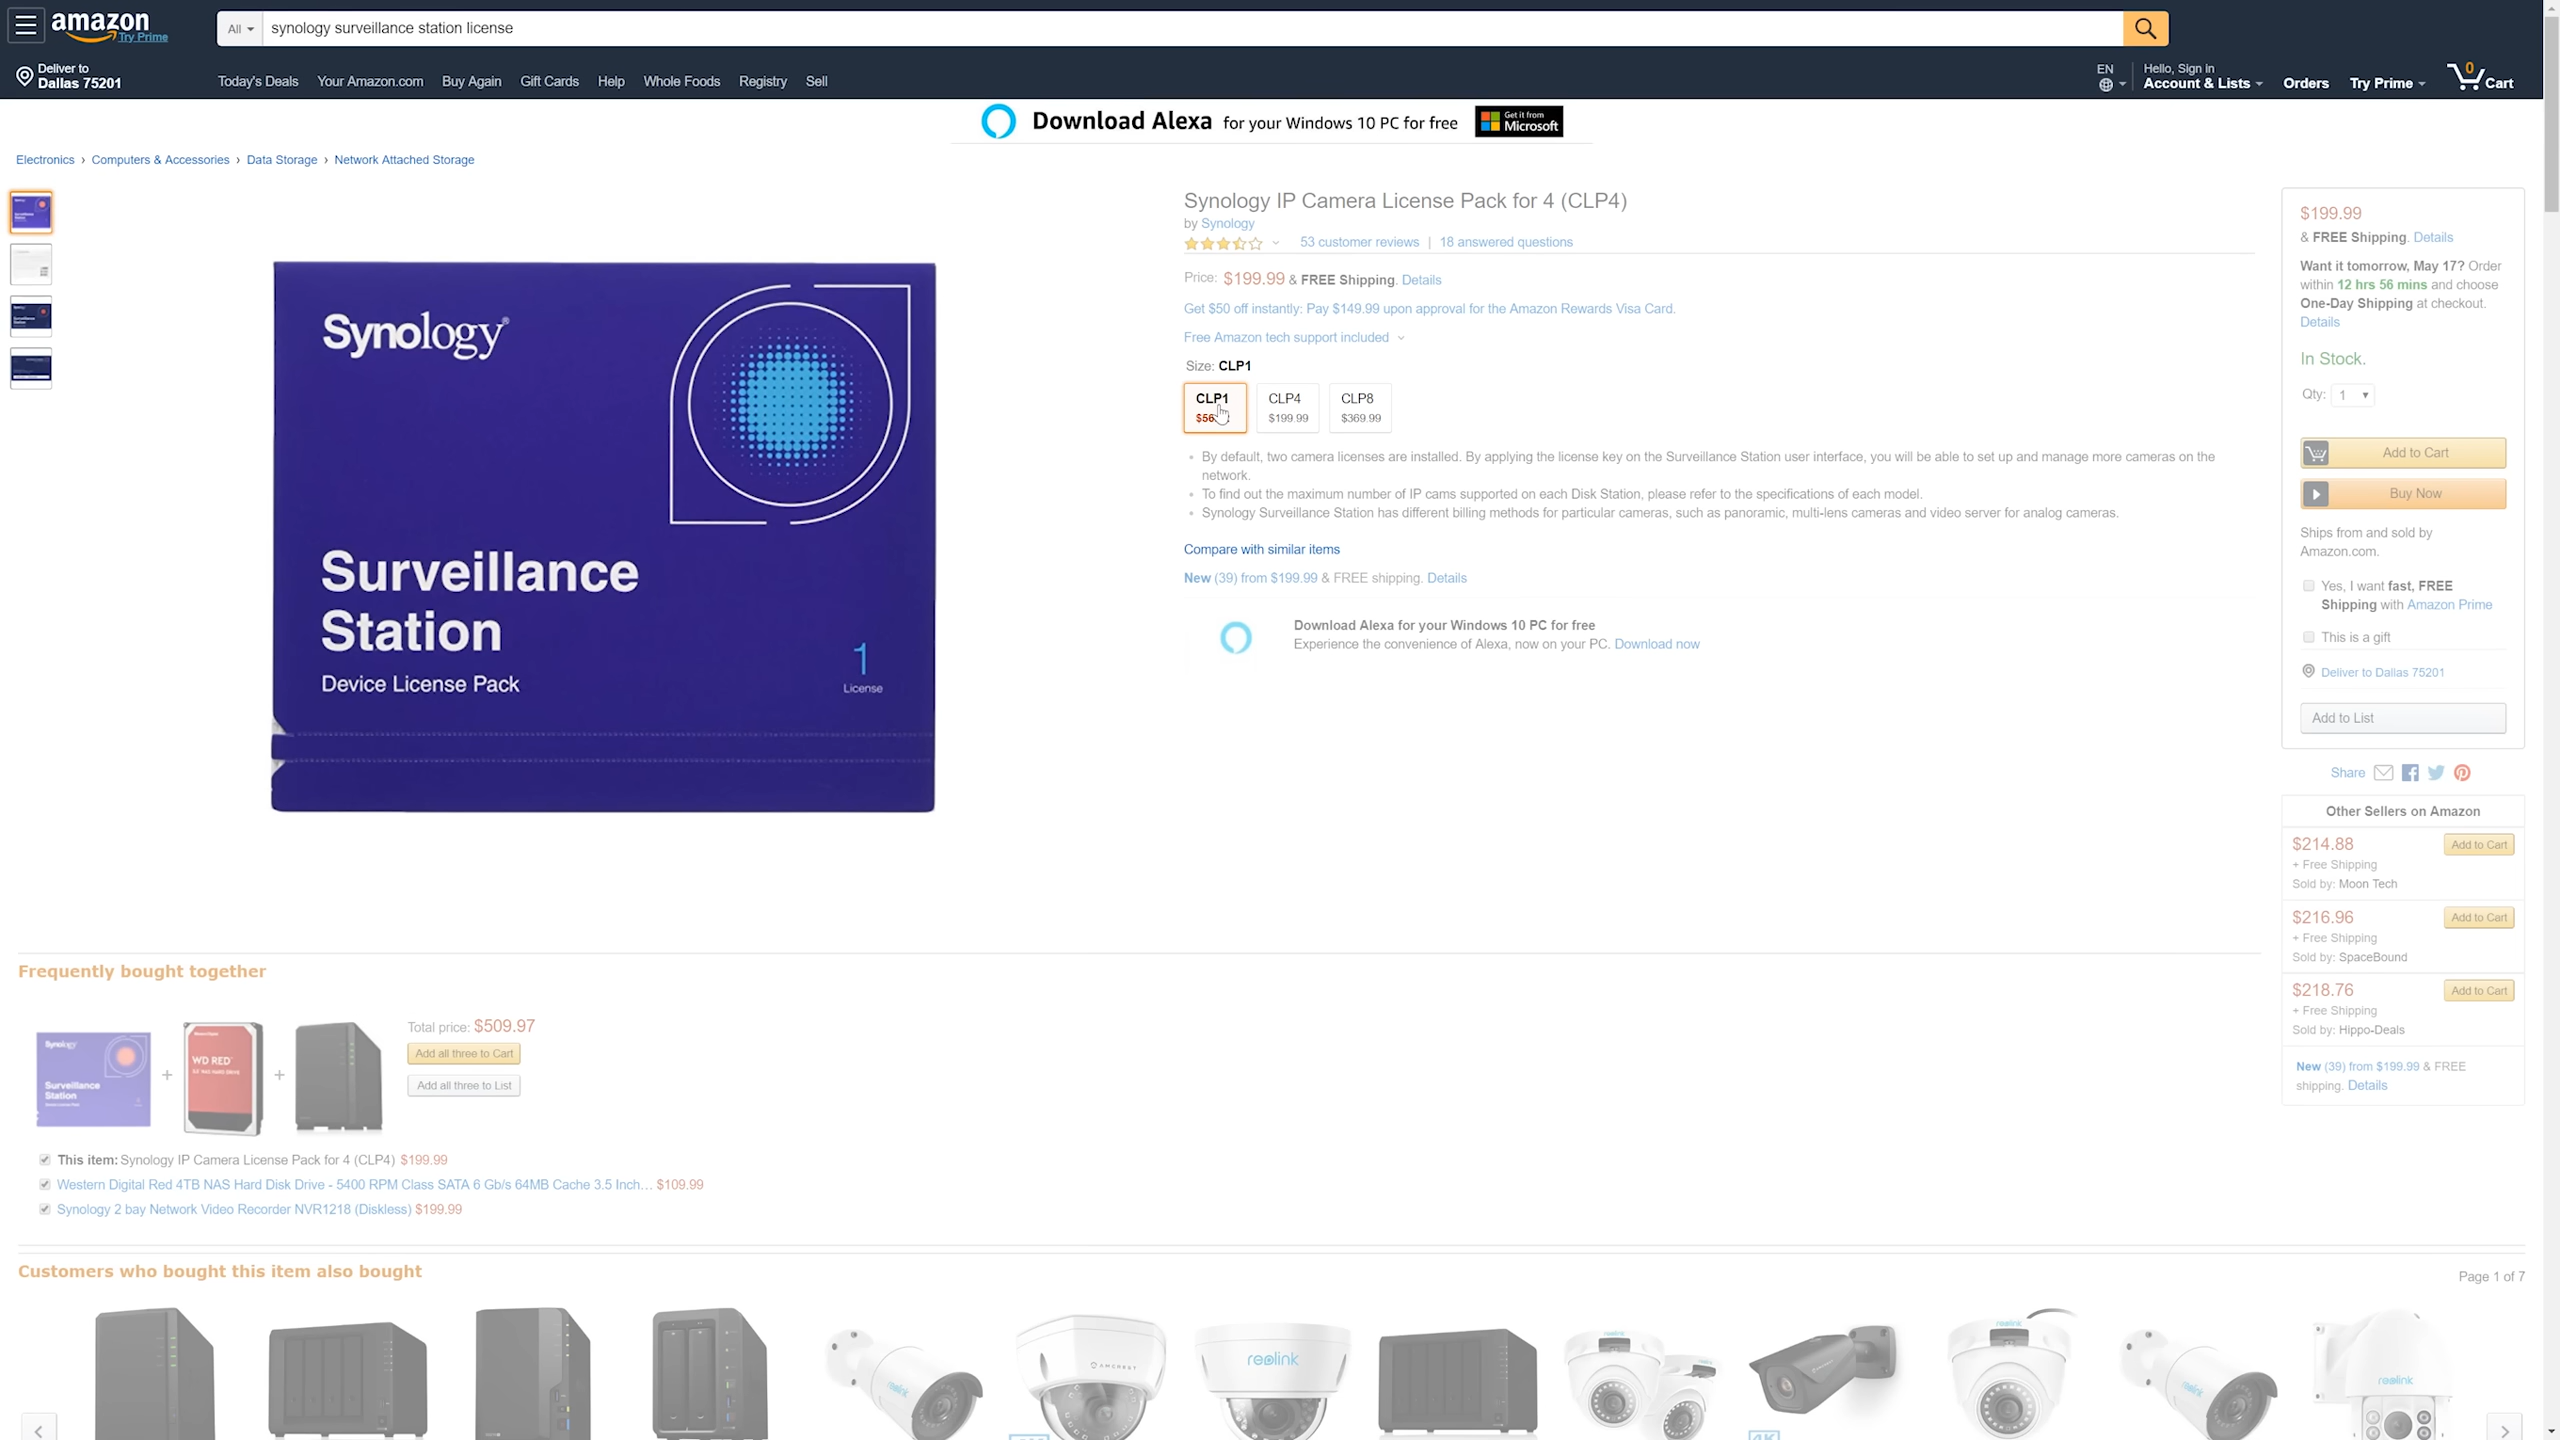 amazon
Try Prime
All
synology surveillance station license
Deliver to
Dallas 75201
Today's Deals
Your Amazon.com
Buy Again
Gift Cards
Help
Whole Foods
Registry
Sell
EN
Hello, Sign in
Account & Lists
Orders
Try Prime
0
Cart
Download Alexa for your Windows 10 PC for free
Get it from
Microsoft
Electronics › Computers & Accessories › Data Storage › Network Attached Storage
Synology
Surveillance
Station
Device License Pack
1
License
Synology IP Camera License Pack for 4 (CLP4)
by Synology
53 customer reviews | 18 answered questions
Price: $199.99 & FREE Shipping. Details
Get $50 off instantly: Pay $149.99 upon approval for the Amazon Rewards Visa Card.
Free Amazon tech support included
Size: CLP1
CLP1
CLP4
$199.99
CLP8
$369.99
• By default, two camera licenses are installed. By applying the license key on the Surveillance Station user interface, you will be able to set up and manage more cameras on the
network.
• To find out the maximum number of IP cams supported on each Disk Station, please refer to the specifications of each model.
• Synology Surveillance Station has different billing methods for particular cameras, such as panoramic, multi-lens cameras and video server for analog cameras.
Compare with similar items
New (39) from $199.99 & FREE shipping. Details
Download Alexa for your Windows 10 PC for free
Experience the convenience of Alexa, now on your PC. Download now
$199.99
& FREE Shipping. Details
Want it tomorrow, May 17? Order
within 12 hrs 56 mins and choose
One-Day Shipping at checkout.
Details
In Stock.
Qty: 1
Add to Cart
Buy Now
Ships from and sold by
Amazon.com.
Yes, I want fast, FREE
Shipping with Amazon Prime
This is a gift
Deliver to Dallas 75201
Add to List
Share
Other Sellers on Amazon
$214.88
Add to Cart
+ Free Shipping
Sold by: Moon Tech
$216.96
Add to Cart
+ Free Shipping
Sold by: SpaceBound
$218.76
Add to Cart
+ Free Shipping
Sold by: Hippo-Deals
New (39) from $199.99 & FREE
shipping. Details
Frequently bought together
Synology
Surveillance
Station
+
WD RED
+
Total price: $509.97
Add all three to Cart
Add all three to List
This item: Synology IP Camera License Pack for 4 (CLP4) $199.99
Western Digital Red 4TB NAS Hard Disk Drive - 5400 RPM Class SATA 6 Gb/s 64MB Cache 3.5 Inch… $109.99
Synology 2 bay Network Video Recorder NVR1218 (Diskless) $199.99
Customers who bought this item also bought
Page 1 of 7
reolink
AMCREST
reolink
reolink
reolink
reolink
reolink
4K